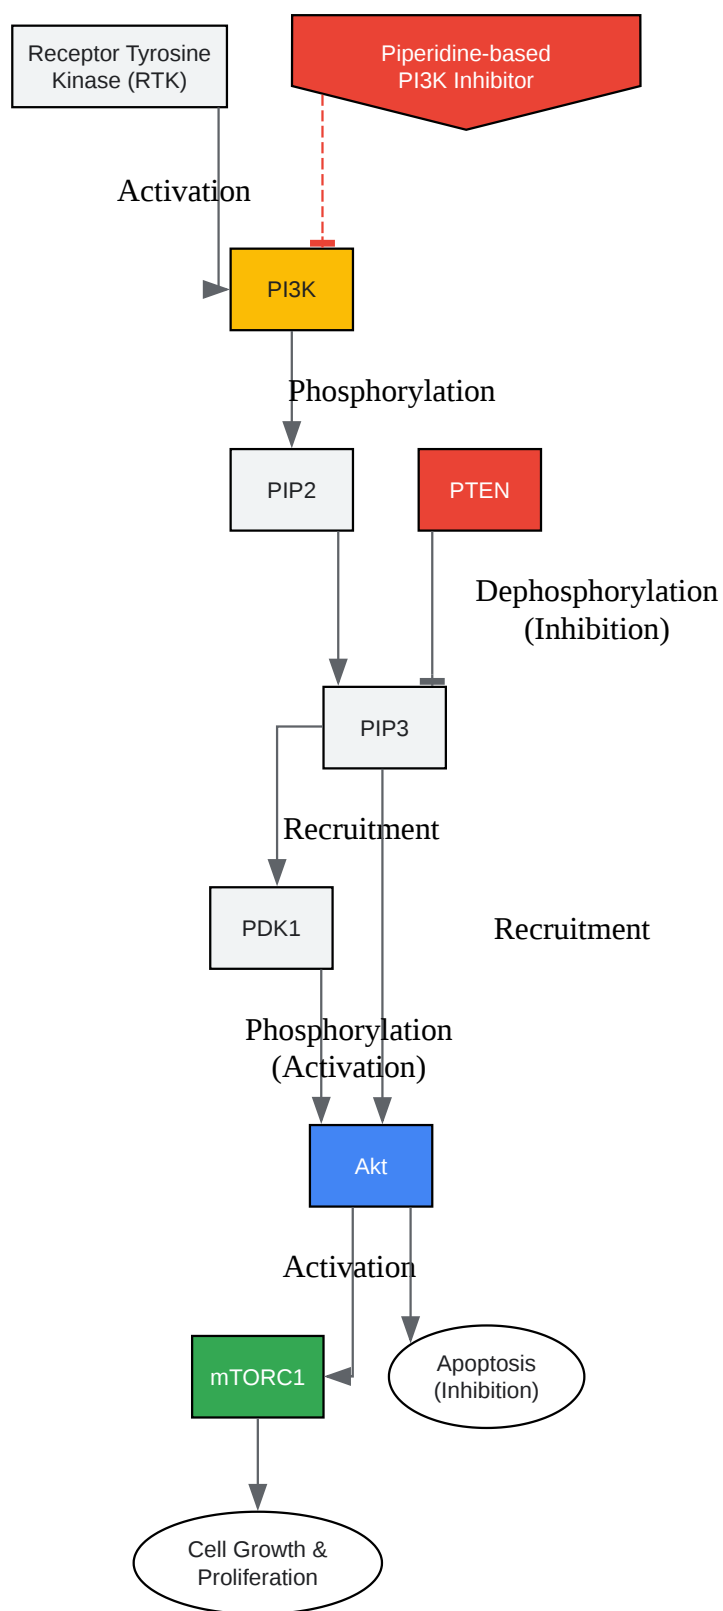 Receptor Tyrosine
Kinase (RTK)
Piperidine-based
PI3K Inhibitor
Activation
PI3K
Phosphorylation
PIP2
PTEN
Dephosphorylation
(Inhibition)
PIP3
Recruitment
PDK1
Recruitment
Phosphorylation
(Activation)
Akt
Activation
mTORC1
Apoptosis
(Inhibition)
Cell Growth &
Proliferation